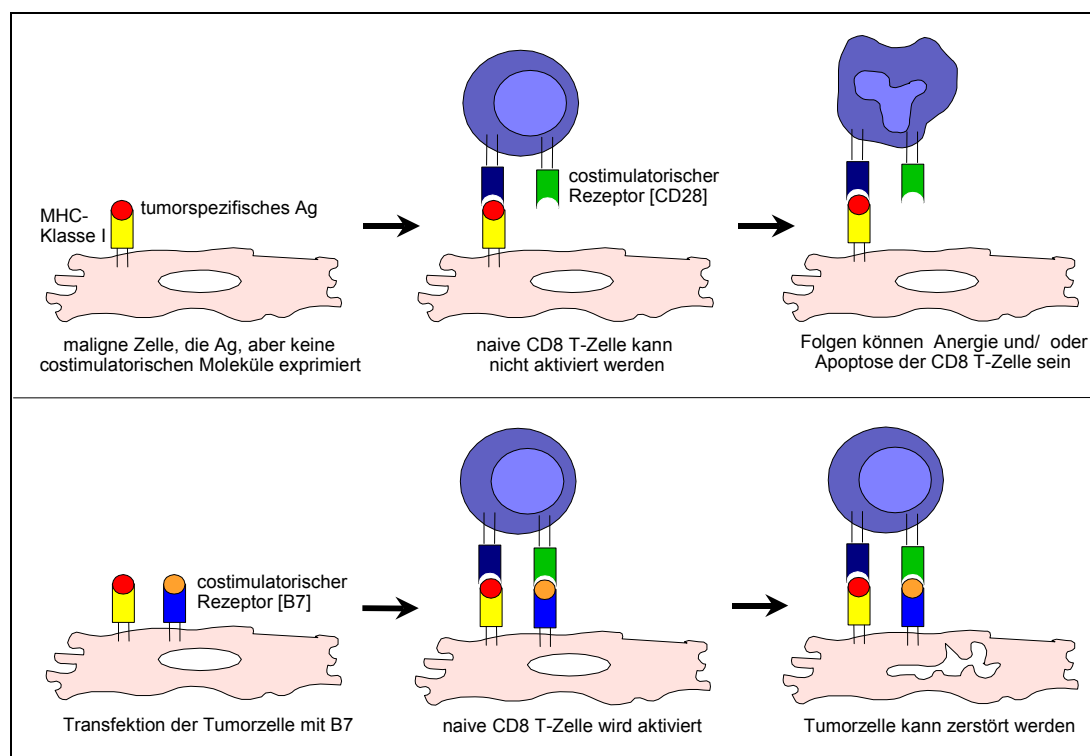 costimulatorischer
Rezeptor [CD28]
tumorspezifisches Ag
MHC-
Klasse I
maligne Zelle, die Ag, aber keine
costimulatorischen Moleküle exprimiert
naive CD8 T-Zelle kann
nicht aktiviert werden
Folgen können Anergie und/ oder
Apoptose der CD8 T-Zelle sein
costimulatorischer
Rezeptor [B7]
Transfektion der Tumorzelle mit B7
naive CD8 T-Zelle wird aktiviert
Tumorzelle kann zerstört werden